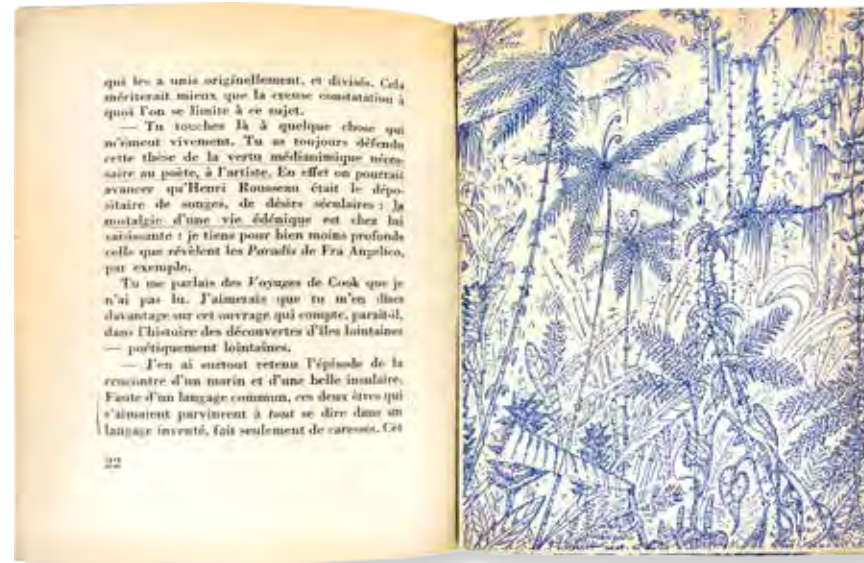 qui les a unis originellement, et divisés. Cela
mériterait mieux que la creuse constatation à
quoi l'on se limite à ce sujet.
— Tu touches là à quelque chose qui
m'émeut vivement. Tu as toujours défendu
cette thèse de la vertu médianimique néces-
saire au poète, à l'artiste. En effet on pourrait
avancer qu'Henri Rousseau était le dépo-
sitaire de songes, de désirs séculaires : la
nostalgie d'une vie édénique est chez lui
saisissante : je tiens pour bien moins profonds
celle que révèlent les Paradis de Fra Angelico,
par exemple.
Tu me parlais des Voyages de Cook que je
n'ai pas lu. J'aimerais que tu m'en dises
davantage sur cet ouvrage qui compte, paraît-il,
dans l'histoire des découvertes d'îles lointaines
— poétiquement lointaines.
— J'en ai surtout retenu l'épisode de la
rencontre d'un marin et d'une belle insulaire.
Faute d'un langage commun, ces deux êtres qui
s'aimaient parvinrent à tout se dire dans un
langage inventé, fait seulement de caresses. Cet